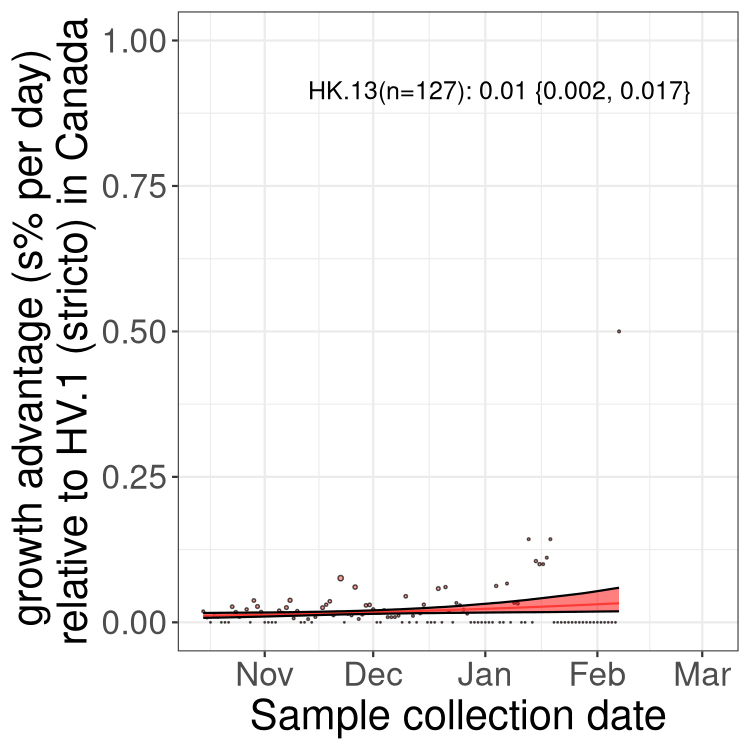 growth advantage (s% per day)
relative to HV.1 (stricto) in Canada
1.00
0.75
0.50
0.25
0.00
HK.13(n=127): 0.01 {0.002, 0.017}
Nov Dec Jan Feb Mar
Sample collection date